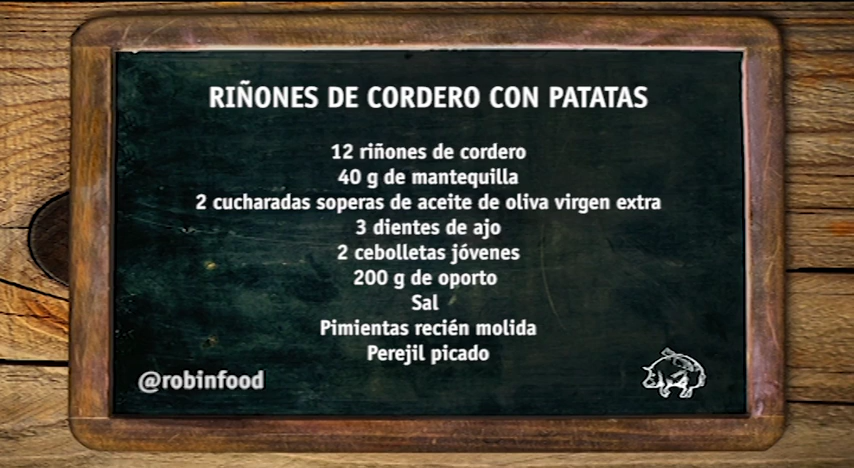 RIÑONES DE CORDERO CON PATATAS
12 riñones de cordero
40 g de mantequilla
2 cucharadas soperas de aceite de oliva virgen extra
3 dientes de ajo
2 cebolletas jóvenes
200 g de oporto
Sal
Pimientas recién molida
Perejil picado
@robinfood